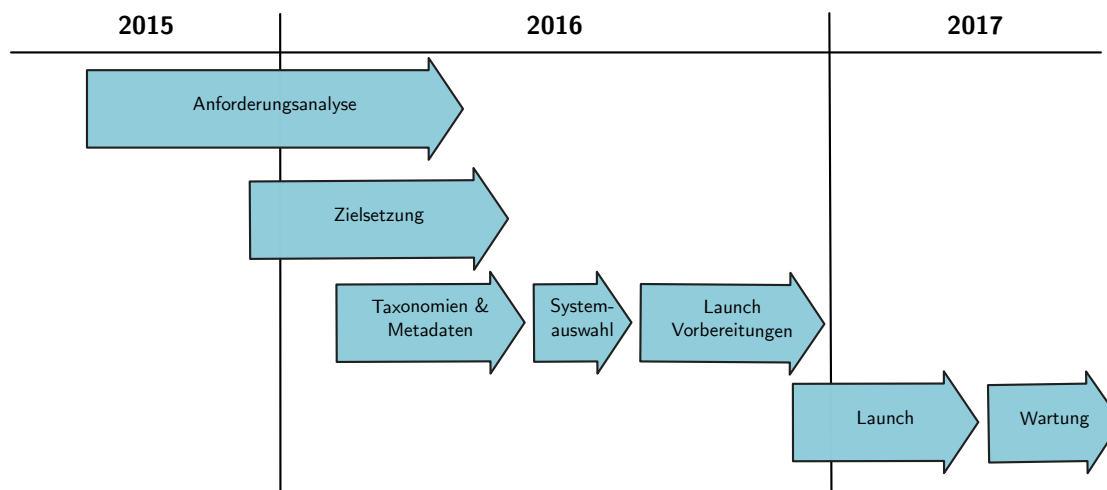 2015
2016
2017
Anforderungsanalyse
Zielsetzung
Taxonomien &
Metadaten
System-
auswahl
Launch
Vorbereitungen
Launch
Wartung